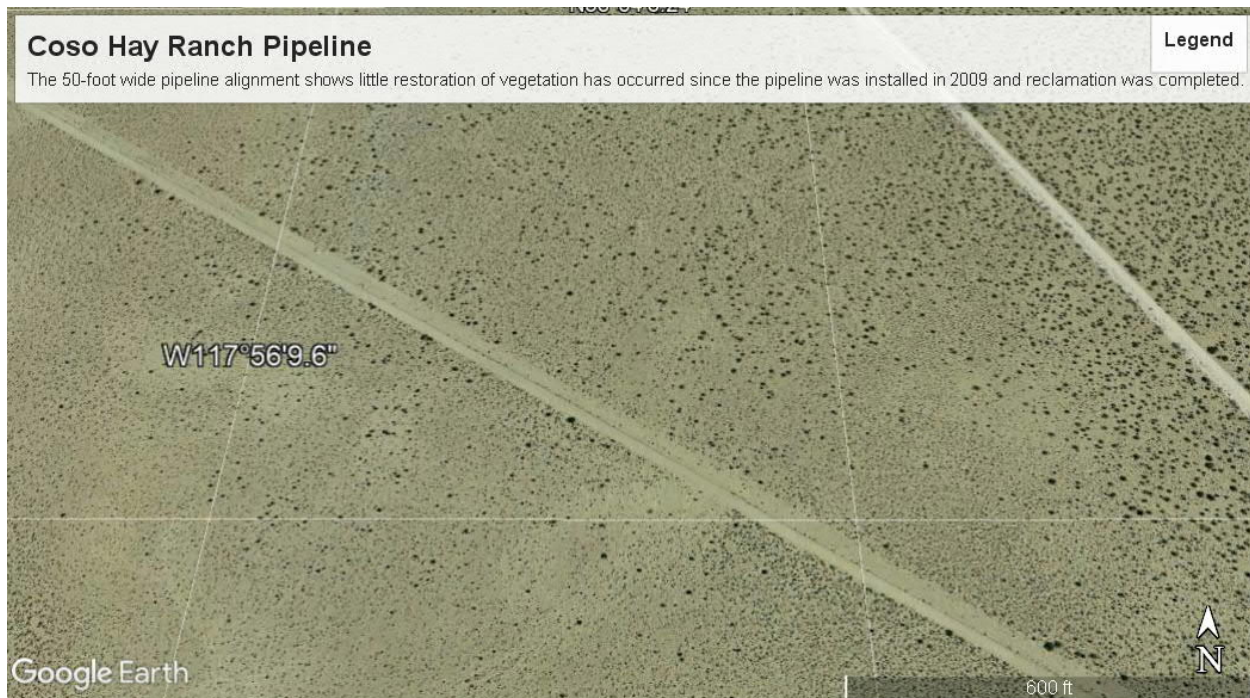 Coso Hay Ranch Pipeline
Legend
The 50-foot wide pipeline alignment shows little restoration of vegetation has occurred since the pipeline was installed in 2009 and reclamation was completed.
W117°56'9.6"
N
Google Earth
600 ft